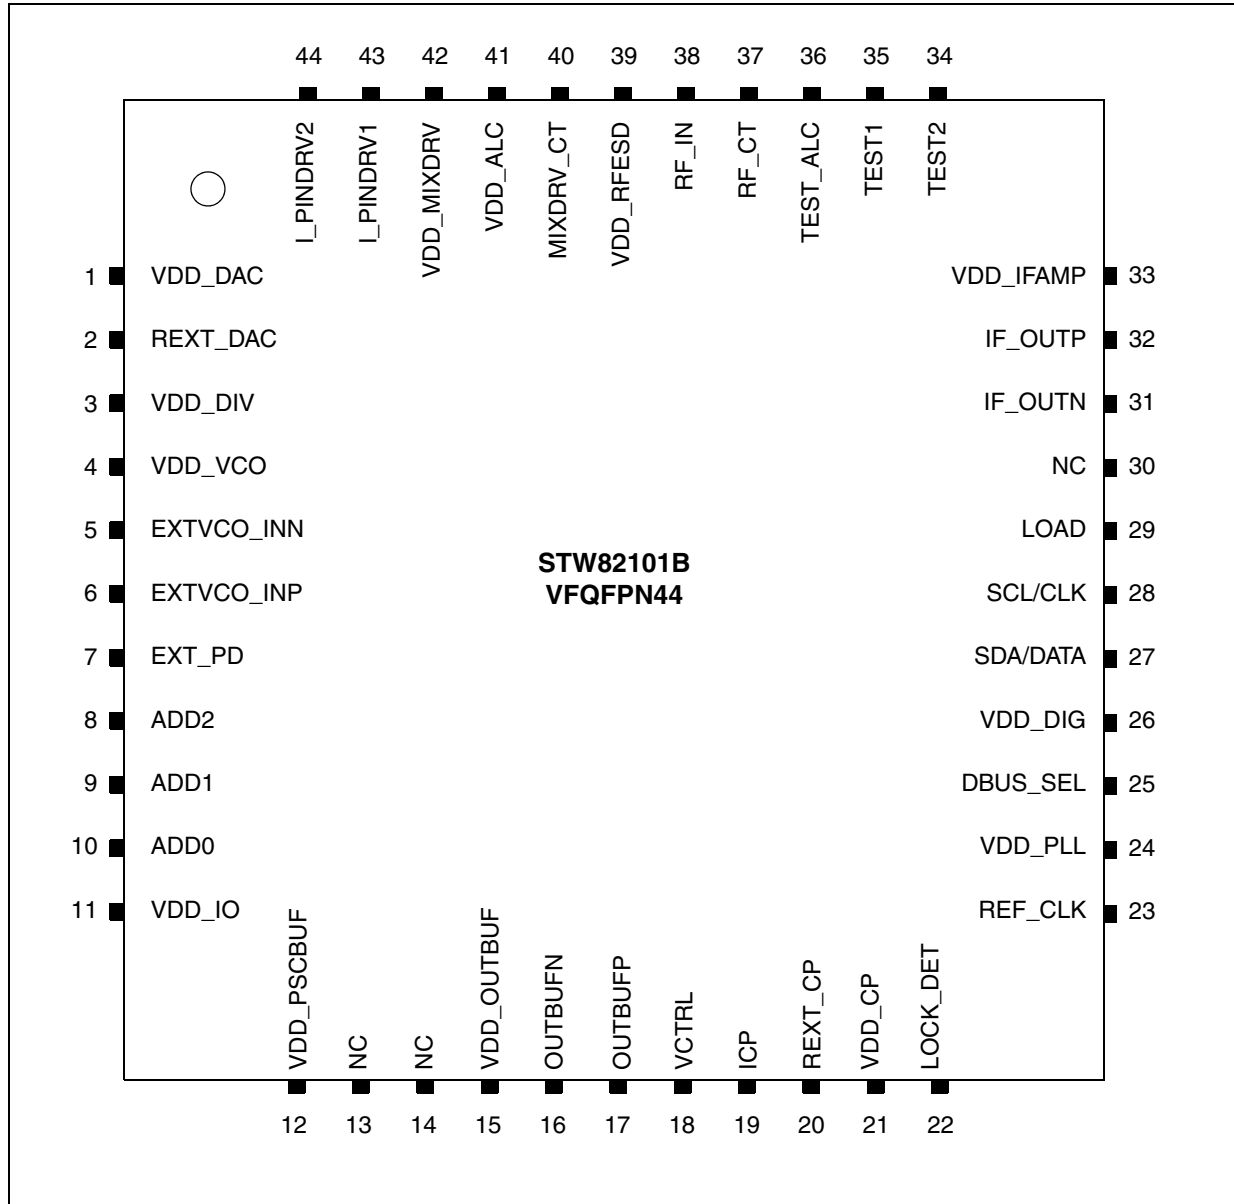 44 43 42 41 40 39 38 37 36 35 34
I_PINDRV2
I_PINDRV1
VDD_MIXDRV
VDD_ALC
MIXDRV_CT
VDD_RFESD
RF_IN
RF_CT
TEST_ALC
TEST1
TEST2
1 VDD_DAC VDD_IFAMP 33
2 REXT_DAC IF_OUTP 32
3 VDD_DIV IF_OUTN 31
4 VDD_VCO NC 30
5 EXTVCO_INN LOAD 29
STW82101B
6 EXTVCO_INP VFQFPN44 SCL/CLK 28
7 EXT_PD SDA/DATA 27
8 ADD2 VDD_DIG 26
9 ADD1 DBUS_SEL 25
10 ADD0 VDD_PLL 24
11 VDD_IO REF_CLK 23
VDD_PSCBUF
NC
NC
VDD_OUTBUF
OUTBUFN
OUTBUFP
VCTRL
ICP
REXT_CP
VDD_CP
LOCK_DET
12 13 14 15 16 17 18 19 20 21 22